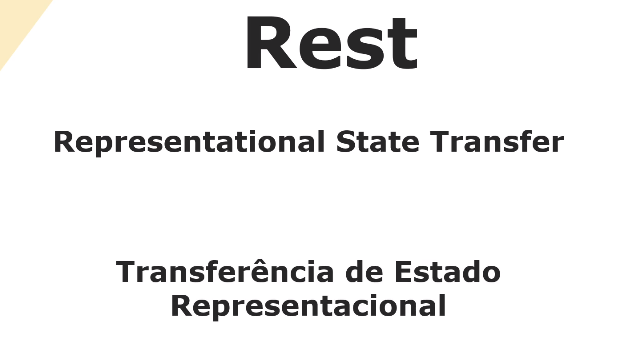 Rest
Representational State Transfer
Transferência de Estado
Representacional